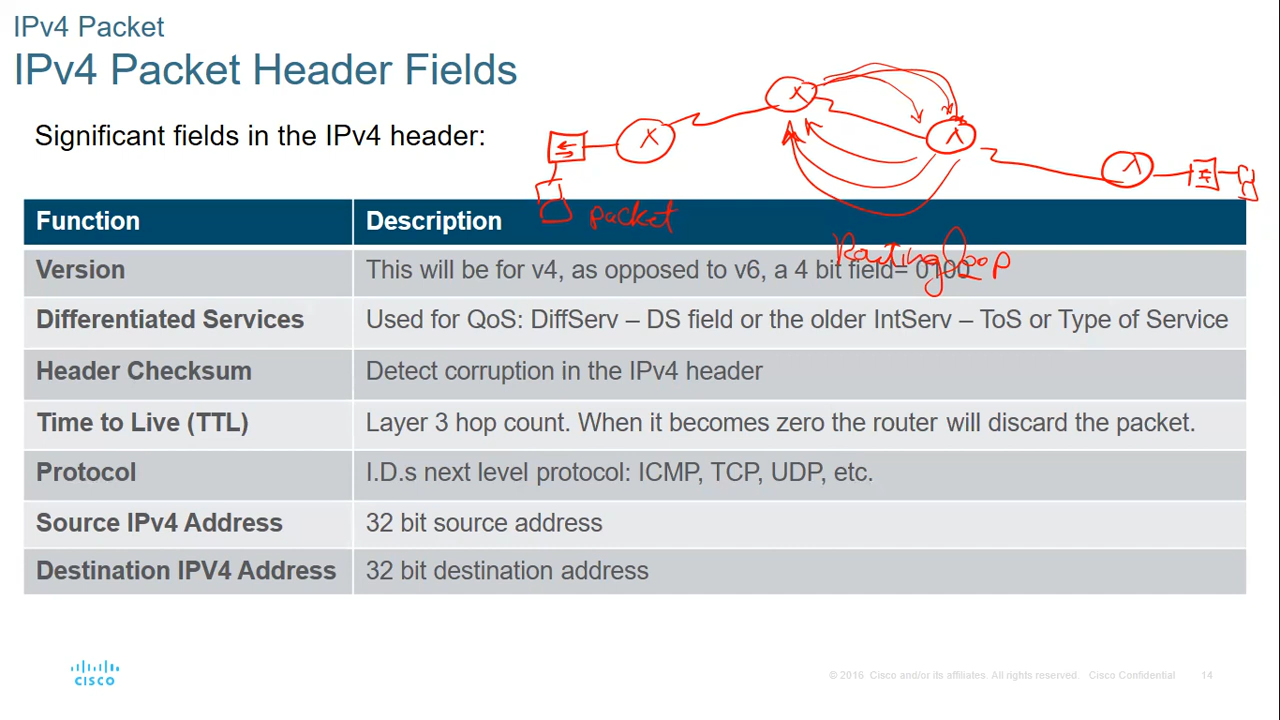 IPv4 Packet
IPv4 Packet Header Fields
Significant fields in the IPv4 header:
packet
Routing loop
Function Description
Version This will be for v4, as opposed to v6, a 4 bit field= 0100
Differentiated Services Used for QoS: DiffServ – DS field or the older IntServ – ToS or Type of Service
Header Checksum Detect corruption in the IPv4 header
Time to Live (TTL) Layer 3 hop count. When it becomes zero the router will discard the packet.
Protocol I.D.s next level protocol: ICMP, TCP, UDP, etc.
Source IPv4 Address 32 bit source address
Destination IPV4 Address 32 bit destination address
CISCO
© 2016 Cisco and/or its affiliates. All rights reserved. Cisco Confidential 14